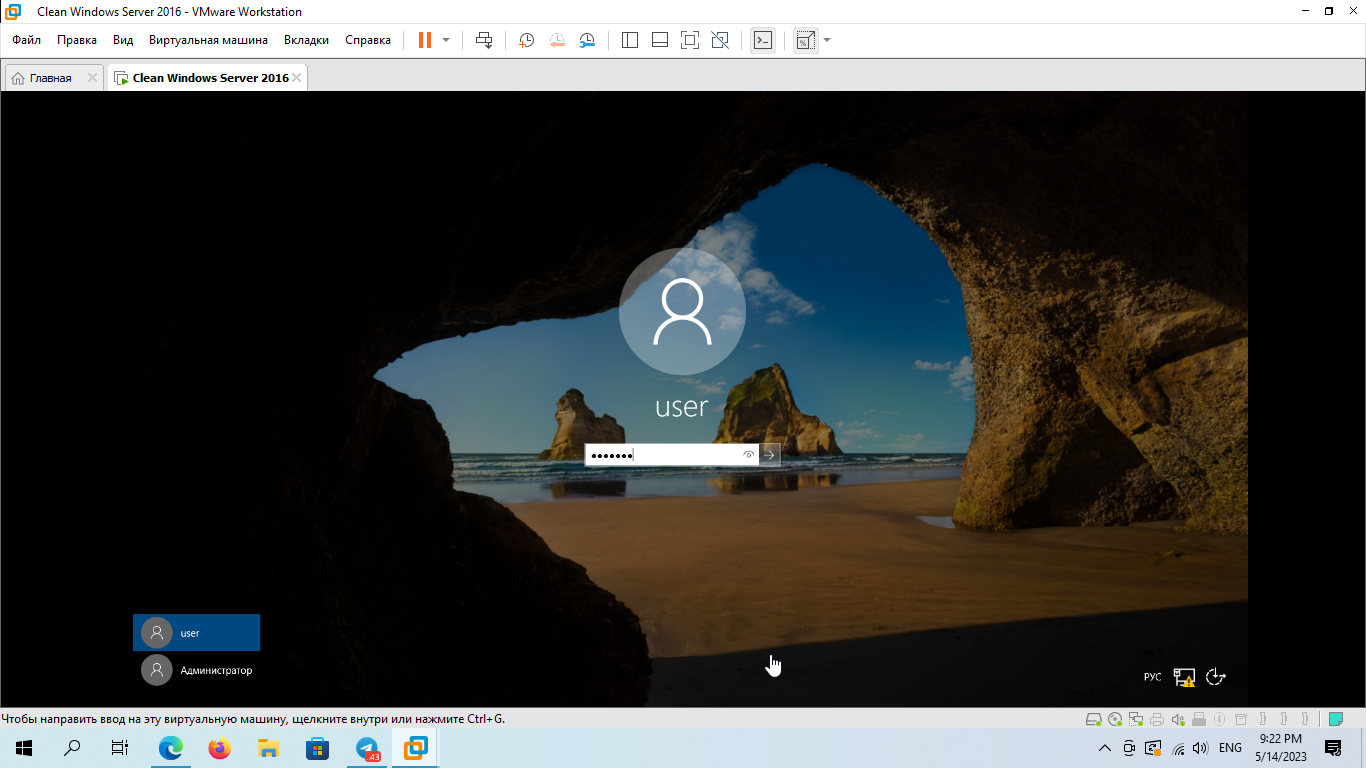 Clean Windows Server 2016 - VMware Workstation
Файл Правка Вид Виртуальная машина Вкладки Справка
Главная Clean Windows Server 2016
user
•••••••
user
Администратор
РУС
Чтобы направить ввод на эту виртуальную машину, щелкните внутри или нажмите Ctrl+G.
43
ENG
9:22 PM
5/14/2023